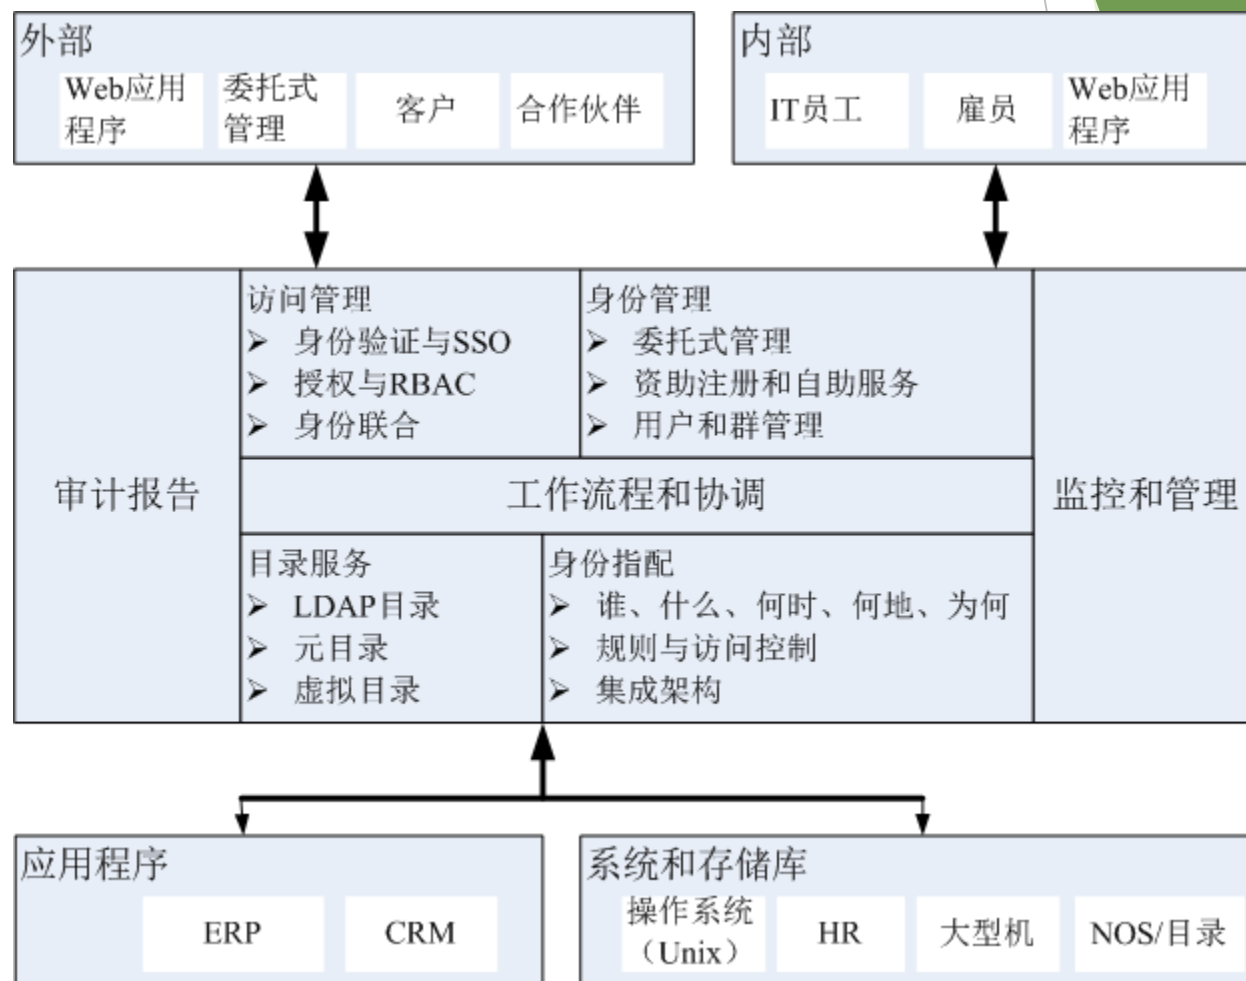 外部
Web应用
程序
委托式
管理
客户
合作伙伴
内部
IT员工
雇员
Web应用
程序
审计报告
访问管理
➢ 身份验证与SSO
➢ 授权与RBAC
➢ 身份联合
身份管理
➢ 委托式管理
➢ 资助注册和自助服务
➢ 用户和群管理
工作流程和协调
监控和管理
目录服务
➢ LDAP目录
➢ 元目录
➢ 虚拟目录
身份指配
➢ 谁、什么、何时、何地、为何
➢ 规则与访问控制
➢ 集成架构
应用程序
ERP
CRM
系统和存储库
操作系统
（Unix）
HR
大型机
NOS/目录